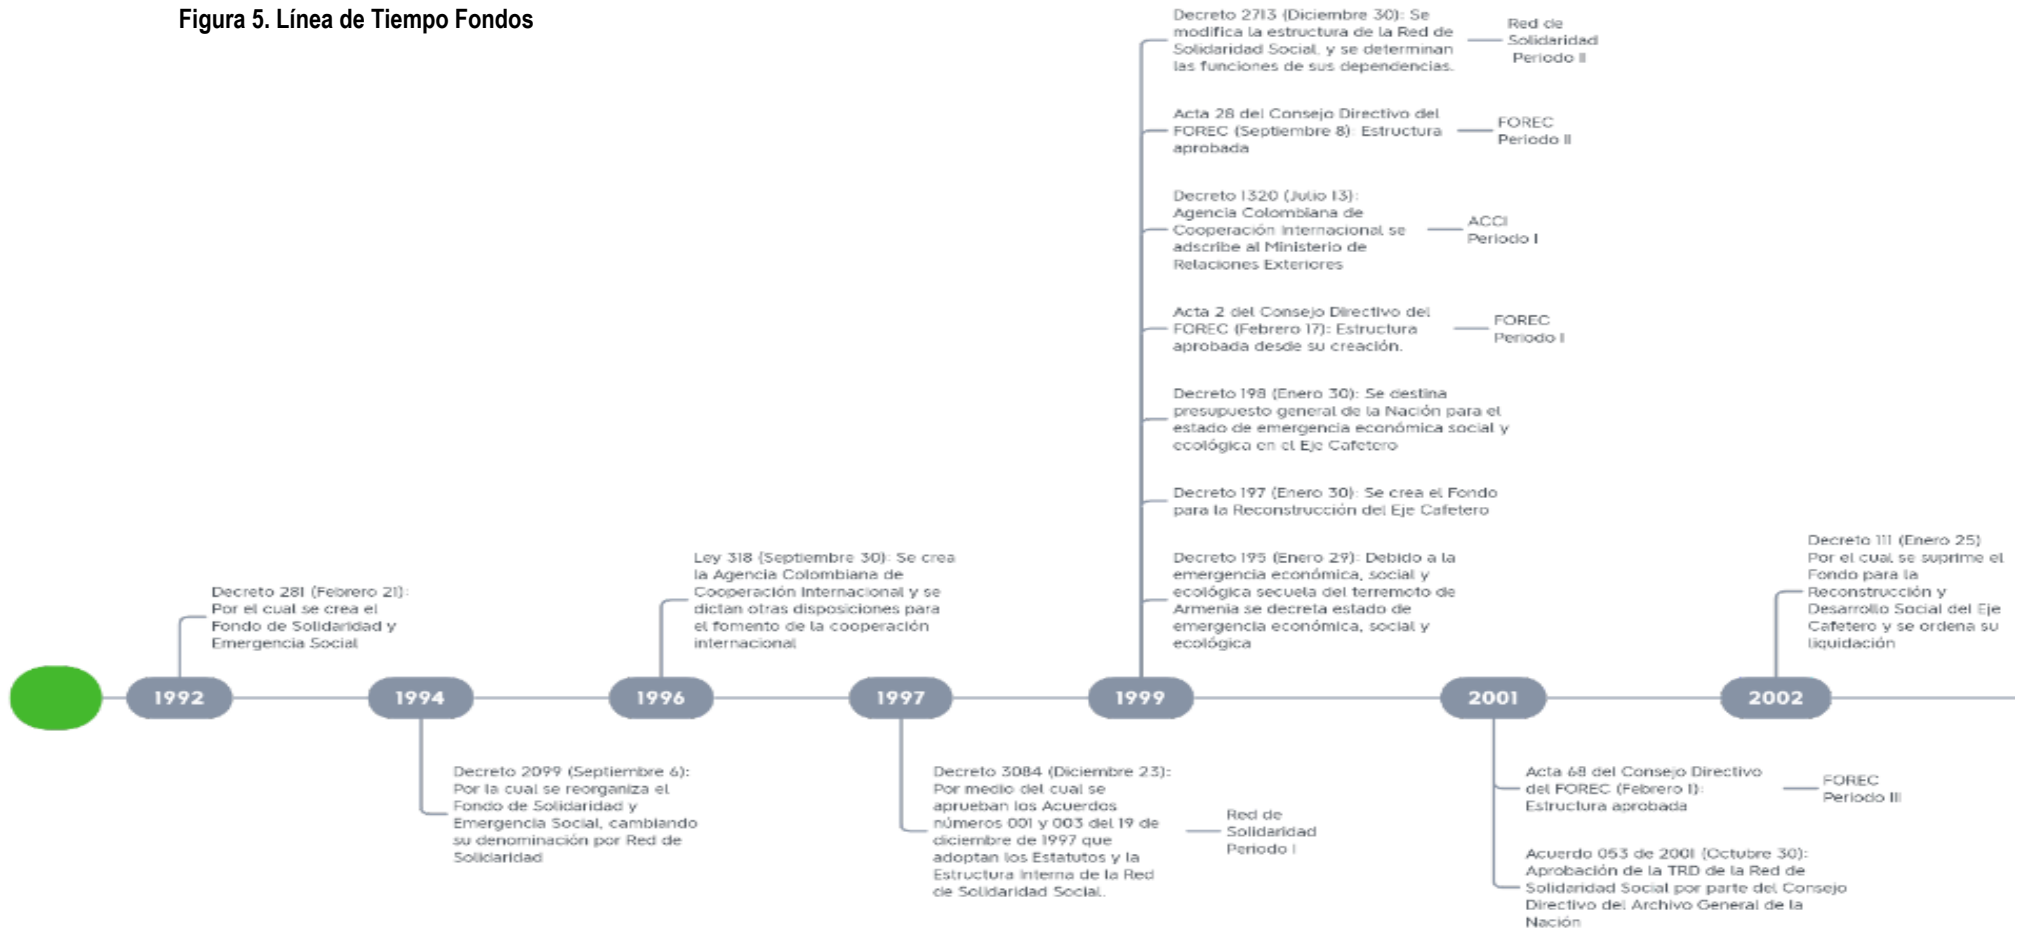 Figura 5. Línea de Tiempo Fondos
Decreto 2713 (Diciembre 30): Se
modifica la estructura de la Red de
Solidaridad Social, y se determinan
las funciones de sus dependencias.
Red de
Solidaridad
Periodo II
Acta 28 del Consejo Directivo del
FOREC (Septiembre 8): Estructura
aprobada
FOREC
Periodo II
Decreto 1320 (Julio 13):
Agencia Colombiana de
Cooperación Internacional se
adscribe al Ministerio de
Relaciones Exteriores
ACCI
Periodo I
Acta 2 del Consejo Directivo del
FOREC (Febrero 17): Estructura
aprobada desde su creación.
FOREC
Periodo I
Decreto 198 (Enero 30): Se destina
presupuesto general de la Nación para el
estado de emergencia económica social y
ecológica en el Eje Cafetero
Decreto 197 (Enero 30): Se crea el Fondo
para la Reconstrucción del Eje Cafetero
Decreto 195 (Enero 29): Debido a la
emergencia económica, social y
ecológica secuela del terremoto de
Armenia se decreta estado de
emergencia económica, social y
ecológica
Decreto 281 (Febrero 21):
Por el cual se crea el
Fondo de Solidaridad y
Emergencia Social
Ley 318 (Septiembre 30): Se crea
la Agencia Colombiana de
Cooperación Internacional y se
dictan otras disposiciones para
el fomento de la cooperación
internacional
Decreto 111 (Enero 25)
Por el cual se suprime el
Fondo para la
Reconstrucción y
Desarrollo Social del Eje
Cafetero y se ordena su
liquidación
1992
1994
1996
1997
1999
2001
2002
Decreto 2099 (Septiembre 6):
Por la cual se reorganiza el
Fondo de Solidaridad y
Emergencia Social, cambiando
su denominación por Red de
Solidaridad
Decreto 3084 (Diciembre 23):
Por medio del cual se
aprueban los Acuerdos
números 001 y 003 del 19 de
diciembre de 1997 que
adoptan los Estatutos y la
Estructura Interna de la Red
de Solidaridad Social.
Red de
Solidaridad
Periodo I
Acta 68 del Consejo Directivo
del FOREC (Febrero 1):
Estructura aprobada
FOREC
Periodo III
Acuerdo 053 de 2001 (Octubre 30):
Aprobación de la TRD de la Red de
Solidaridad Social por parte del Consejo
Directivo del Archivo General de la
Nación